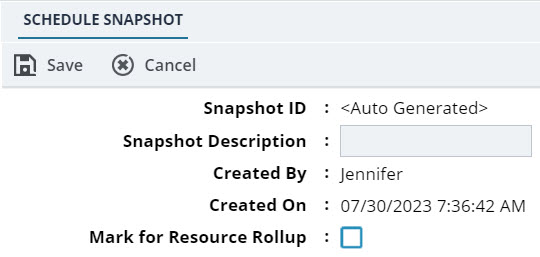 SCHEDULE SNAPSHOT
Save Cancel
Snapshot ID : <Auto Generated>
Snapshot Description :
Created By : Jennifer
Created On : 07/30/2023 7:36:42 AM
Mark for Resource Rollup :